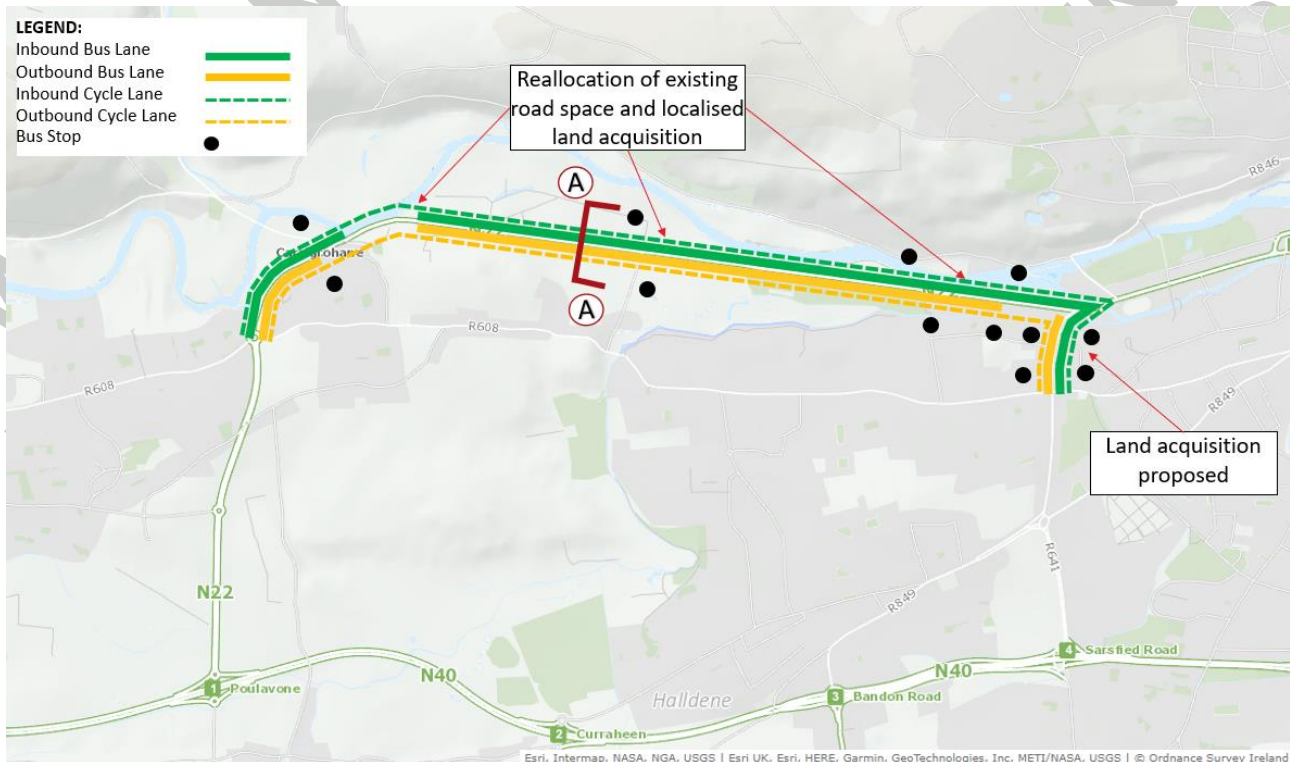 LEGEND:
Inbound Bus Lane
Outbound Bus Lane
Inbound Cycle Lane
Outbound Cycle Lane
Bus Stop
Reallocation of existing
road space and localised
land acquisition
A
A
R846
R608
R608
R849
Land acquisition
proposed
R641
R849
N22
N40
N40
1 Poulavone
2 Curraheen
3 Bandon Road
4 Sarsfied Road
Halldene
Esri, Intermap, NASA, NGA, USGS | Esri UK, Esri, HERE, Garmin, GeoTechnologies, Inc, METI/NASA, USGS | © Ordnance Survey Ireland